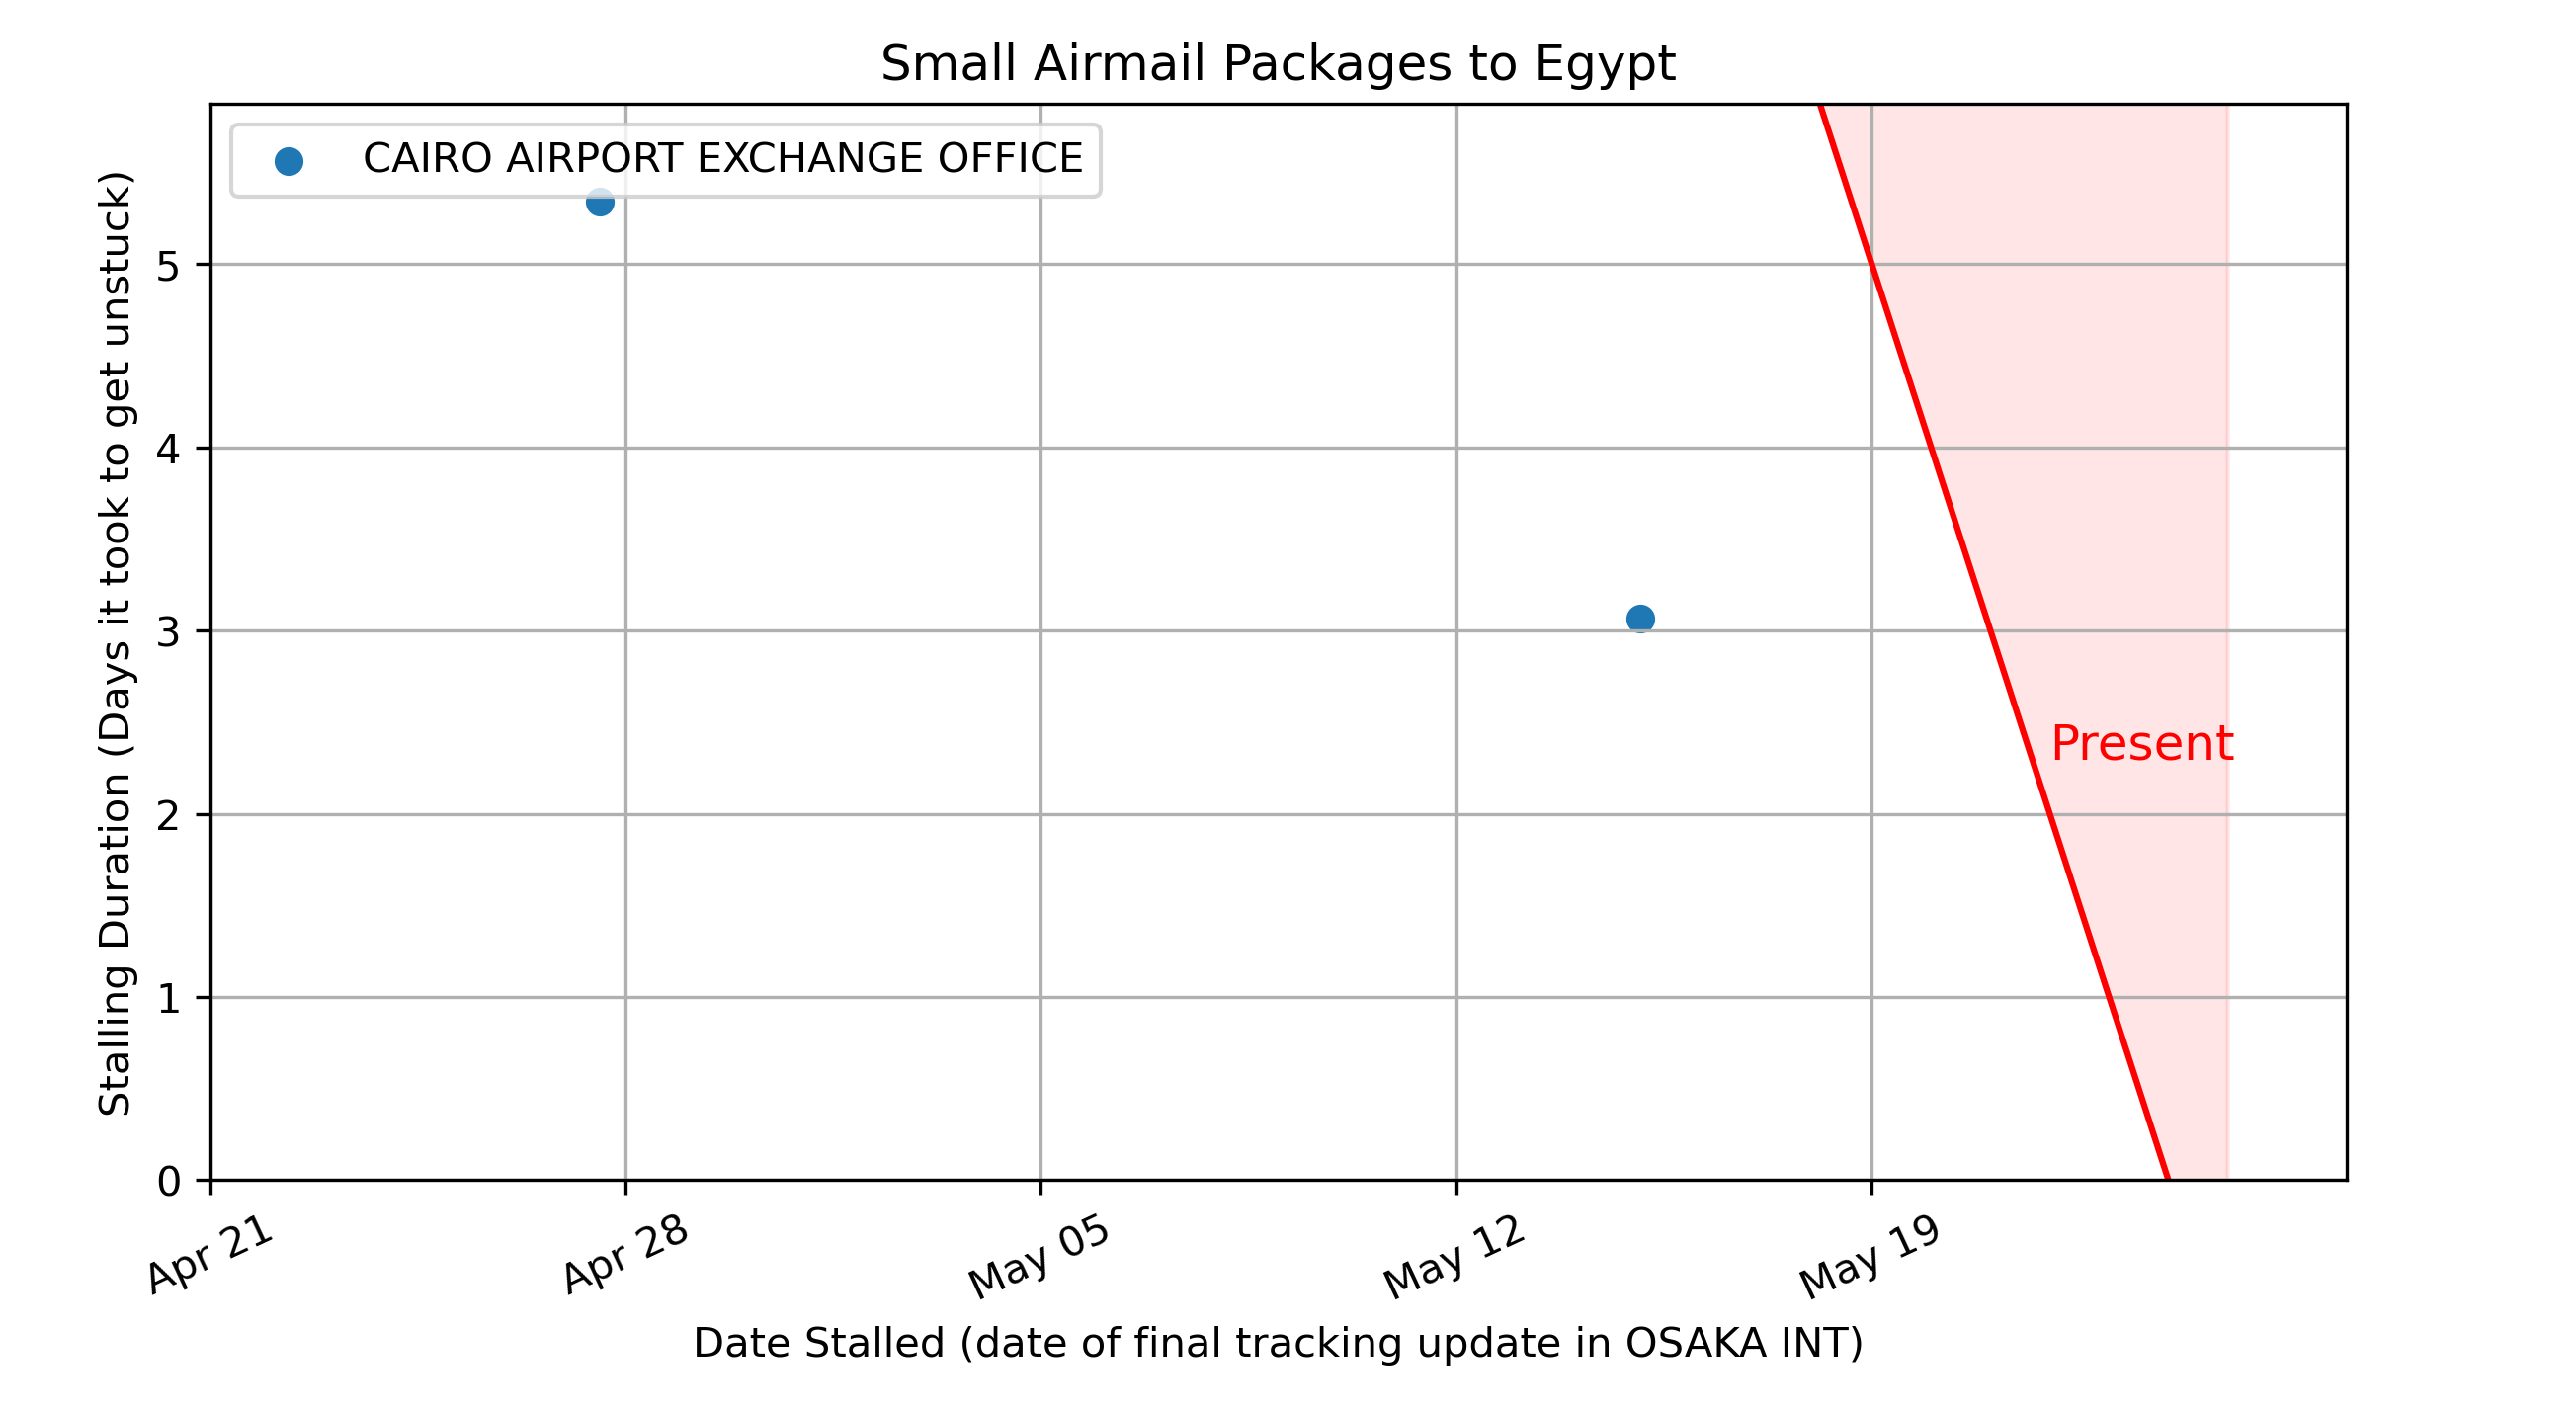 Small Airmail Packages to Egypt
CAIRO AIRPORT EXCHANGE OFFICE
Stalling Duration (Days it took to get unstuck)
5
4
3
2
1
0
Present
Apr 21
Apr 28
May 05
May 12
May 19
Date Stalled (date of final tracking update in OSAKA INT)